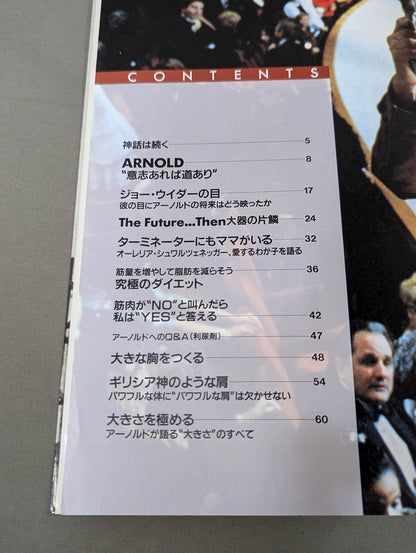 CONTENTS
神話は続く 5
ARNOLD 8
“意志あれば道あり”
ジョー・ウイダーの目 17
彼の目にアーノルドの将来はどう映ったか
The Future...Then大器の片鱗 24
ターミネーターにもママがいる 32
オーレリア・シュワルツェネッガー、愛するわが子を語る
筋量を増やして脂肪を減らそう 36
究極のダイエット
筋肉が“NO”と叫んだら
私は“YES”と答える 42
アーノルドへのQ&A(利尿剤) 47
大きな胸をつくる 48
ギリシア神のような肩 54
パワフルな体に“パワフルな肩”は欠かせない
大きさを極める 60
アーノルドが語る“大きさ”のすべて